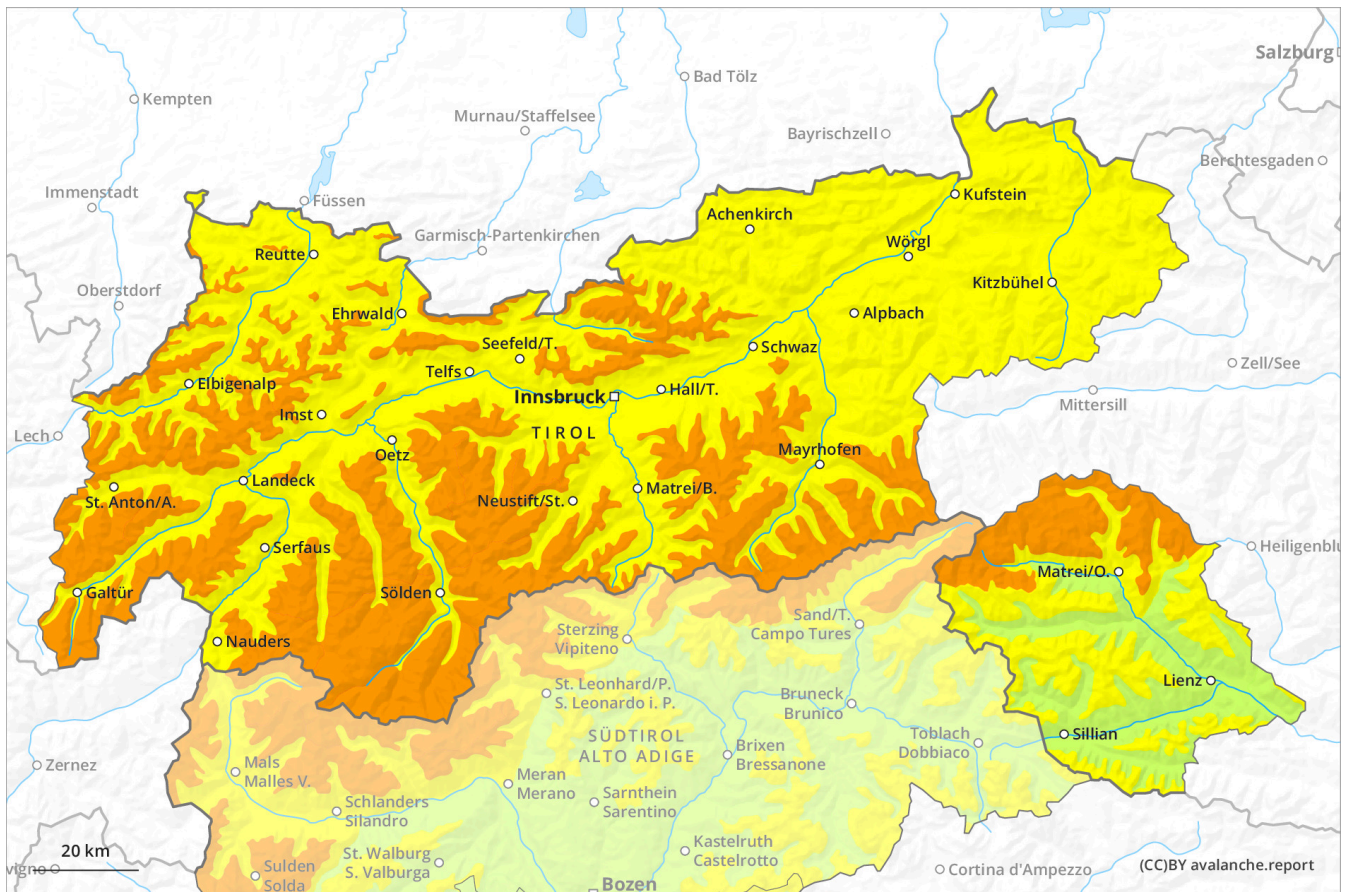 Salzburg
Bad Tölz
Kempten
Murnau/Staffelsee
Bayrischzell
Berchtesgaden
Immenstadt
Füssen
Kufstein
Achenkirch
Garmisch-Partenkirchen
Wörgl
Reutte
Oberstdorf
Kitzbühel
Ehrwald
Alpbach
Seefeld/T.
Schwaz
Zell/See
Telfs
Elbigenalp
Hall/T.
Innsbruck
Mittersill
Imst
Lech
TIROL
Oetz
Mayrhofen
Landeck
Matrei/B.
St. Anton/A.
Neustift/St.
Serfaus
Heiligenblu
Matrei/O.
Galtür
Sölden
Sand/T.
Campo Tures
Sterzing
Vipiteno
Nauders
Lienz
St. Leonhard/P.
S. Leonardo i. P.
Bruneck
Brunico
Sillian
SÜDTIROL
ALTO ADIGE
Toblach
Dobbiaco
Brixen
Bressanone
Zernez
Mals
Malles V.
Meran
Merano
Sarnthein
Sarentino
Schlanders
Silandro
Kastelruth
Castelrotto
20 km
St. Walburg
S. Valburga
vigno
Sulden
Solda
Cortina d'Ampezzo
(CC)BY avalanche.report
Bozen